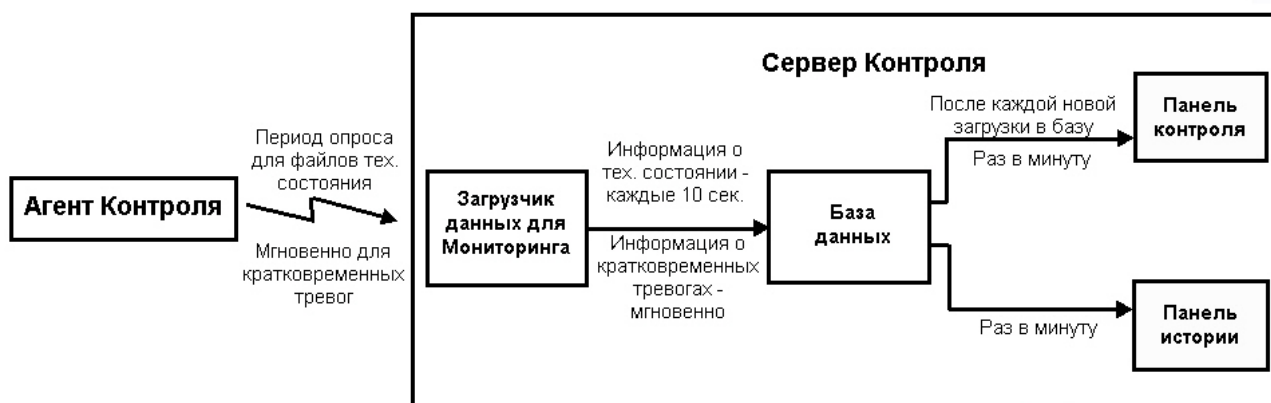 Сервер Контроля
Агент Контроля
Период опроса
для файлов тех.
состояния
Мгновенно для
кратковременных
тревог
Загрузчик
данных для
Мониторинга
Информация о
тех. состоянии -
каждые 10 сек.
Информация о
кратковременных
тревогах -
мгновенно
База
данных
После каждой новой
загрузки в базу
Раз в минуту
Панель
контроля
Раз в минуту
Панель
истории